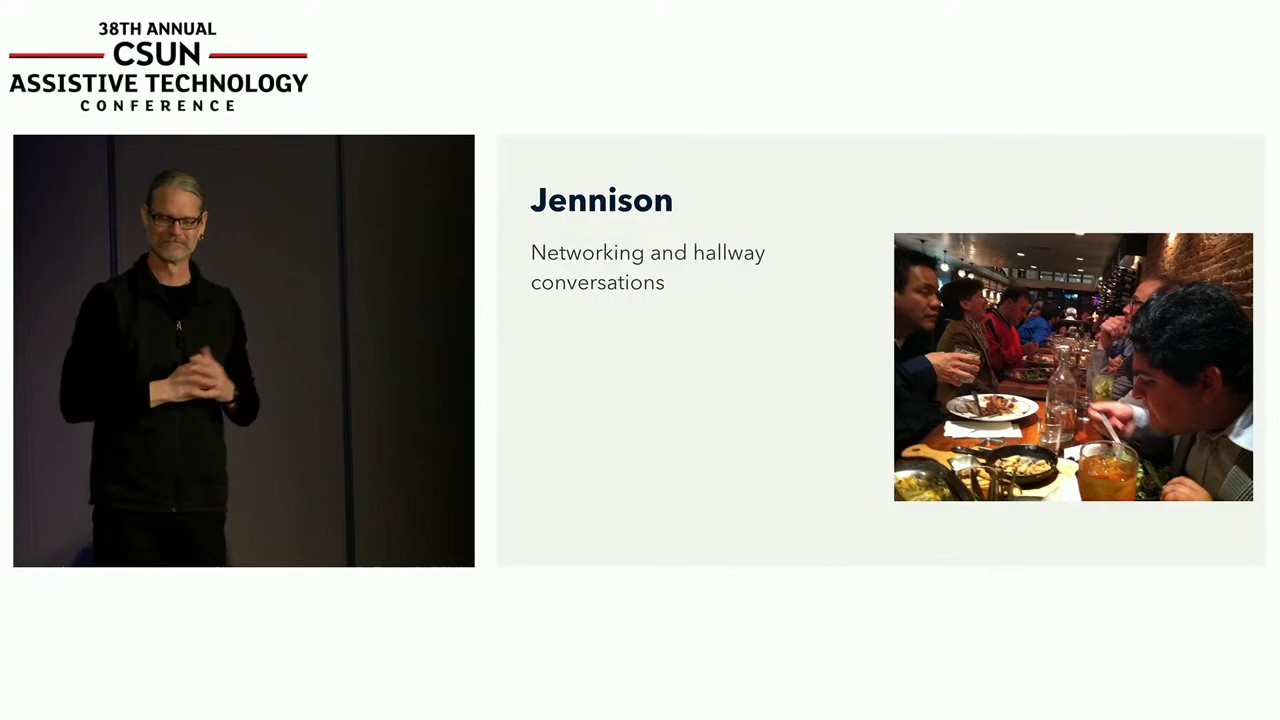 38TH ANNUAL
CSUN
ASSISTIVE TECHNOLOGY
CONFERENCE
Jennison
Networking and hallway
conversations